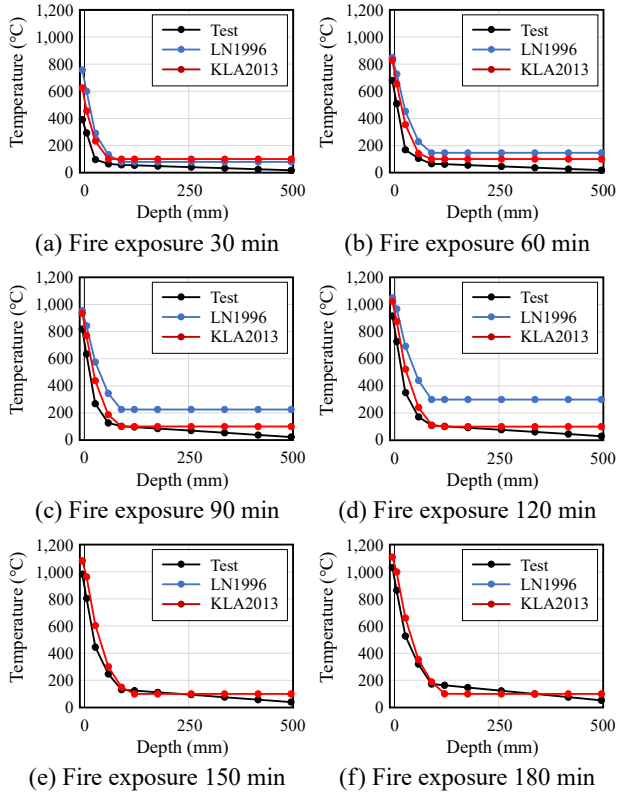 1,200
1,000
800
600
400
200
0
Temperature (°C)
Test
LN1996
KLA2013
0
250
500
Depth (mm)
(a) Fire exposure 30 min
1,200
1,000
800
600
400
200
0
Temperature (°C)
Test
LN1996
KLA2013
0
250
500
Depth (mm)
(b) Fire exposure 60 min
1,200
1,000
800
600
400
200
0
Temperature (°C)
Test
LN1996
KLA2013
0
250
500
Depth (mm)
(c) Fire exposure 90 min
1,200
1,000
800
600
400
200
0
Temperature (°C)
Test
LN1996
KLA2013
0
250
500
Depth (mm)
(d) Fire exposure 120 min
1,200
1,000
800
600
400
200
0
Temperature (°C)
Test
LN1996
KLA2013
0
250
500
Depth (mm)
(e) Fire exposure 150 min
1,200
1,000
800
600
400
200
0
Temperature (°C)
Test
LN1996
KLA2013
0
250
500
Depth (mm)
(f) Fire exposure 180 min